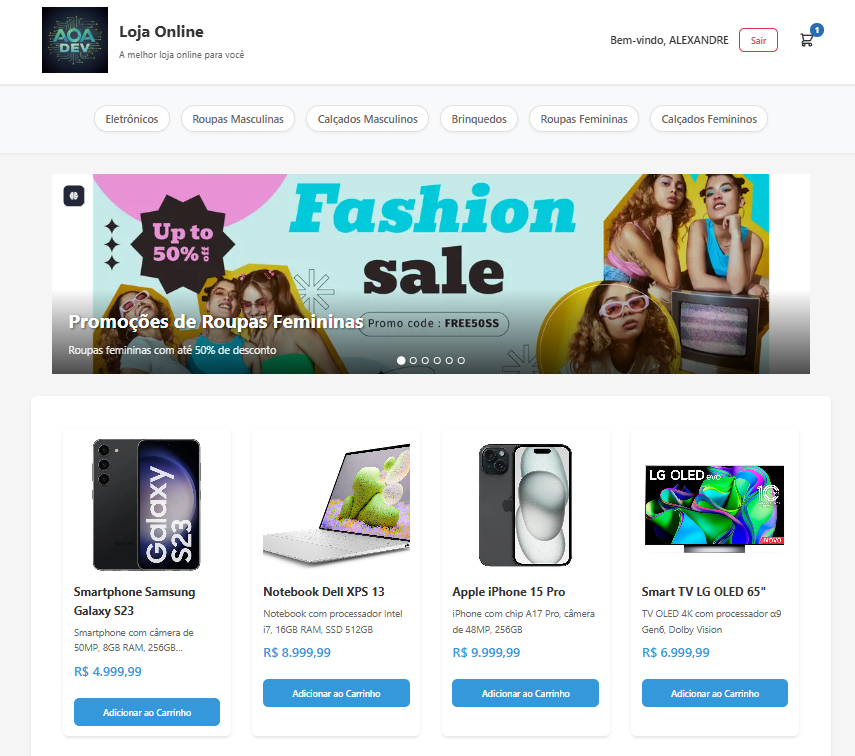 AOA
DEV
Loja Online
A melhor loja online para você
Bem-vindo, ALEXANDRE
Sair
1
Eletrônicos
Roupas Masculinas
Calçados Masculinos
Brinquedos
Roupas Femininas
Calçados Femininos
Up to
50% off
Fashion
sale
Promo code : FREE50SS
Promoções de Roupas Femininas
Roupas femininas com até 50% de desconto
Galaxy
S23
LG OLED evo
10
NOVO
Smartphone Samsung
Galaxy S23
Smartphone com câmera de
50MP, 8GB RAM, 256GB...
R$ 4.999,99
Adicionar ao Carrinho
Notebook Dell XPS 13
Notebook com processador Intel
i7, 16GB RAM, SSD 512GB
R$ 8.999,99
Adicionar ao Carrinho
Apple iPhone 15 Pro
iPhone com chip A17 Pro, câmera
de 48MP, 256GB
R$ 9.999,99
Adicionar ao Carrinho
Smart TV LG OLED 65"
TV OLED 4K com processador α9
Gen6, Dolby Vision
R$ 6.999,99
Adicionar ao Carrinho